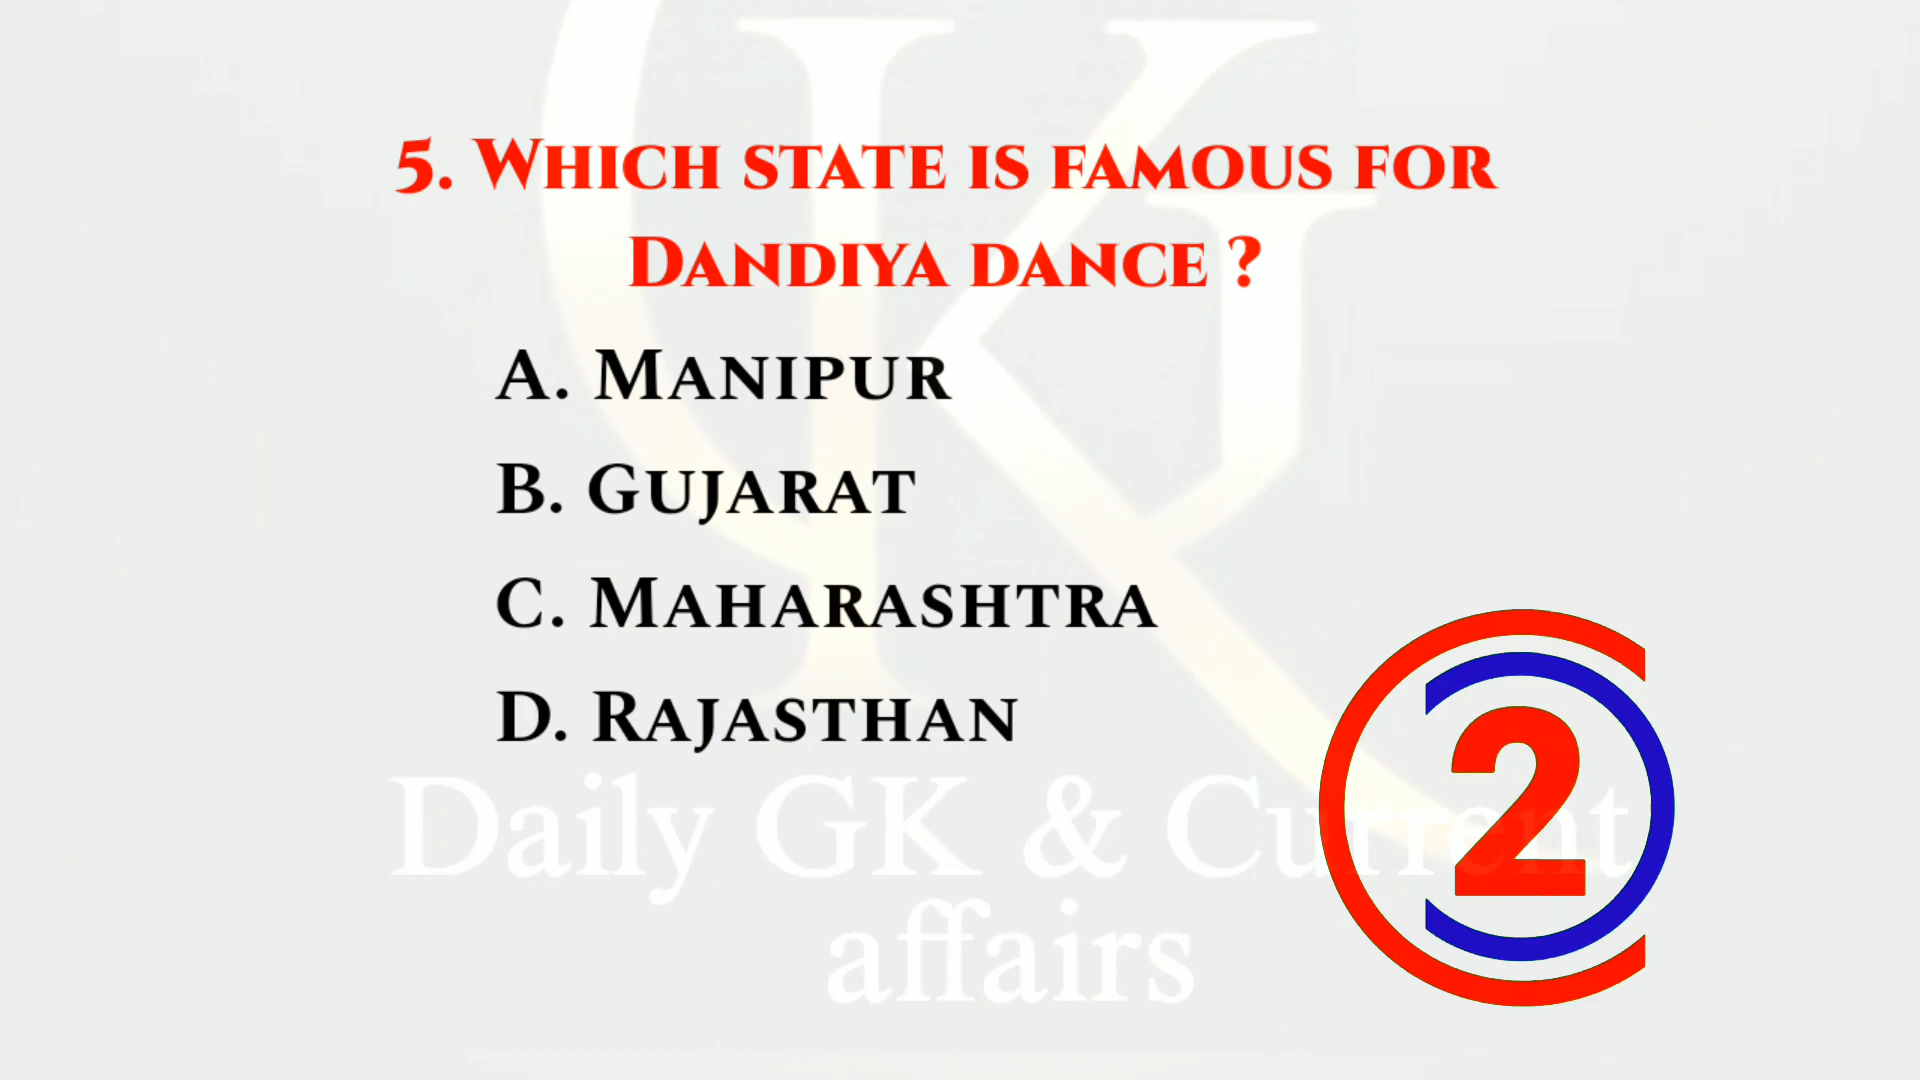 5. Which state is famous for
Dandiya dance ?
A. Manipur
B. Gujarat
C. Maharashtra
D. Rajasthan
2
Daily GK & Current
affairs